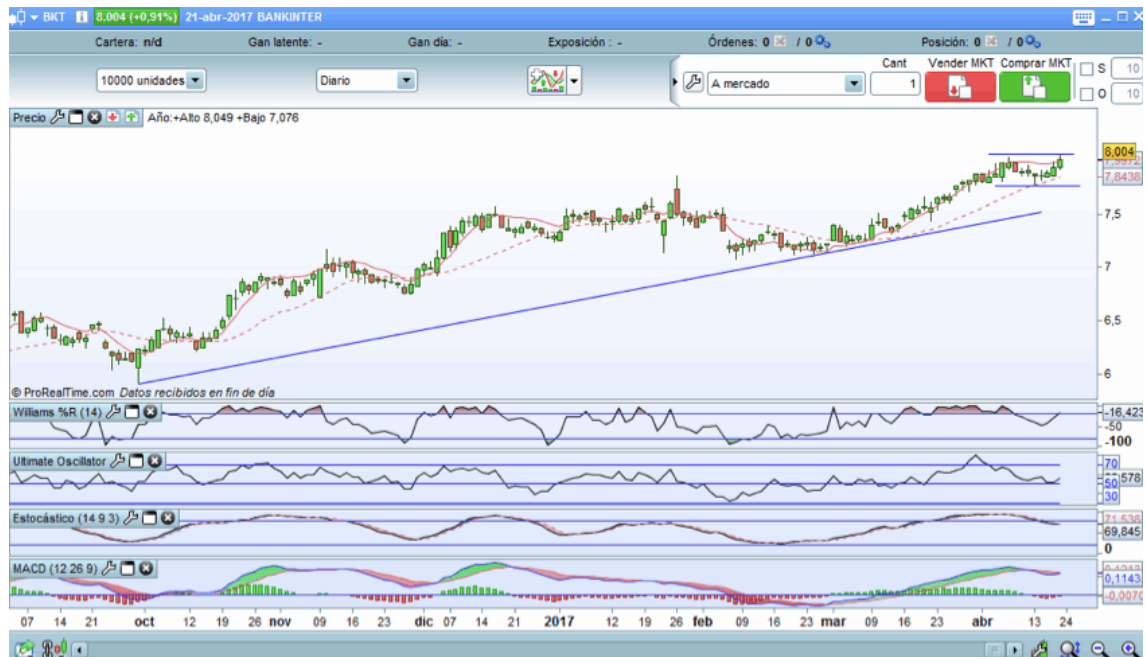 BKT 8.004 (+0,91%) 21-abr-2017 BANKINTER
Cartera: n/d Gan latente: - Gan día: - Exposición : - Órdenes: 0 / 0 Posición: 0 / 0
Cant Vender MKT Comprar MKT
10000 unidades Diario A mercado 1
S 10
O 10
Precio Año:+Alto 8,049 +Bajo 7,076
8,004
7,8438
7,5
7
6,5
6
© ProRealTime.com Datos recibidos en fin de día
Williams %R (14)
-16,423
-50
-100
Ultimate Oscillator
70
578
50
30
Estocástico (14 9 3)
71,538
69,845
0
MACD (12 26 9)
0,1143
-0,0070
07 14 21 oct 12 19 26 nov 09 16 23 dic 07 14 21 2017 12 19 26 feb 09 16 23 mar 09 16 23 abr 13 24